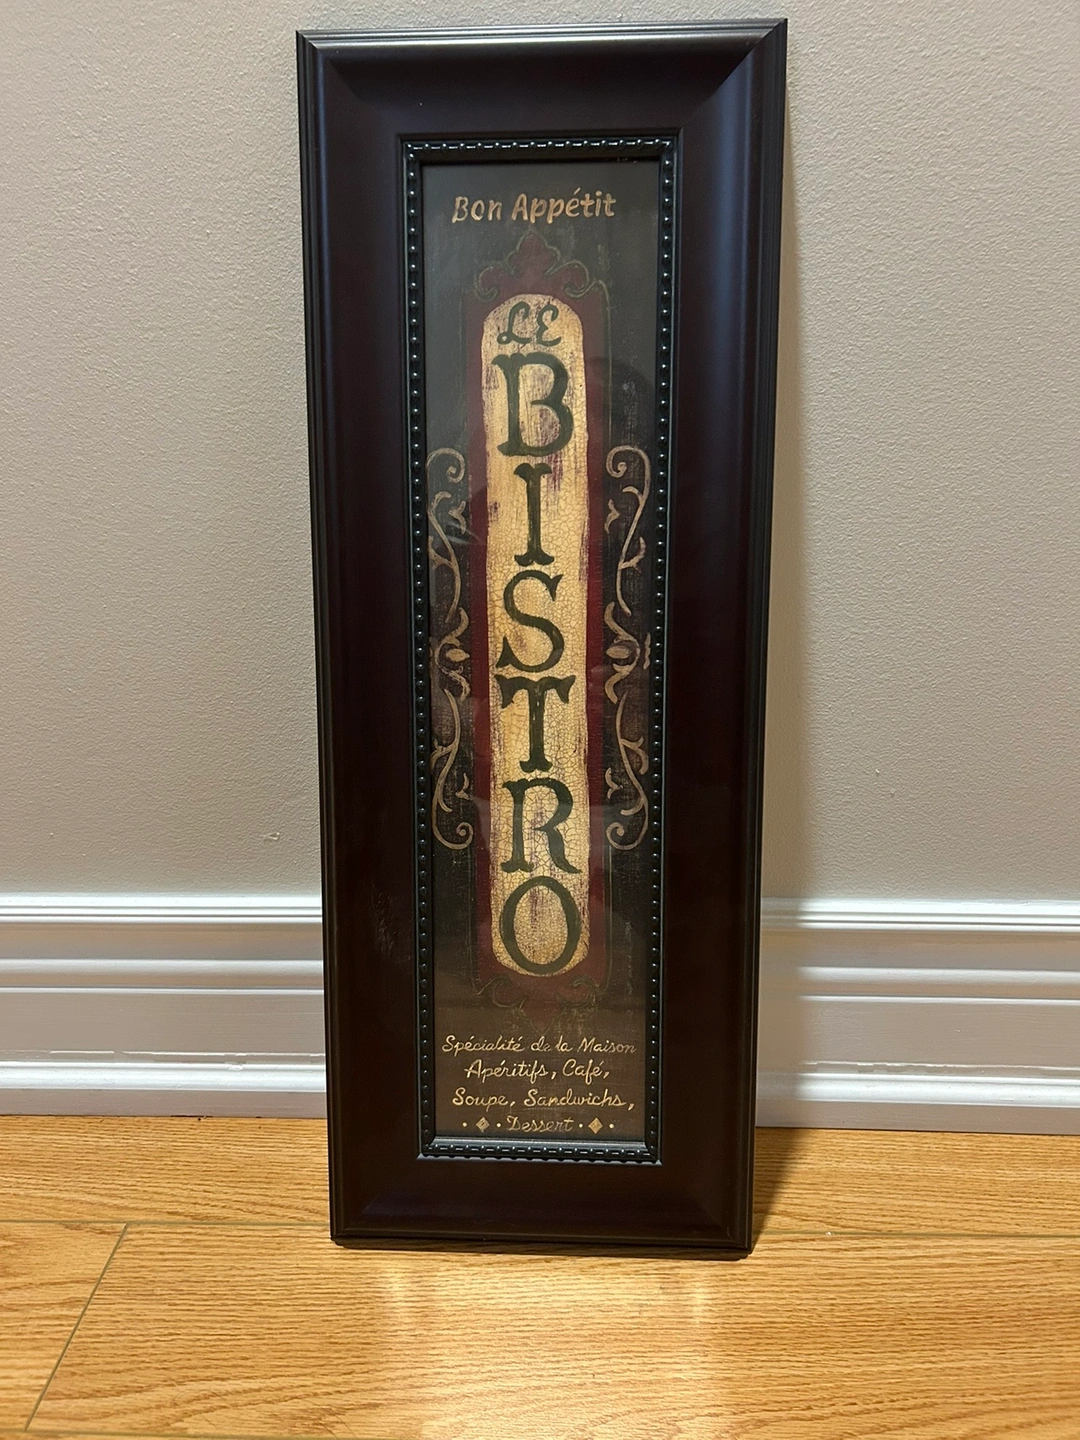 Bon Appétit
LE
BISTRO
Spécialité de la Maison
Apéritifs, Café,
Soupe, Sandwichs,
Dessert